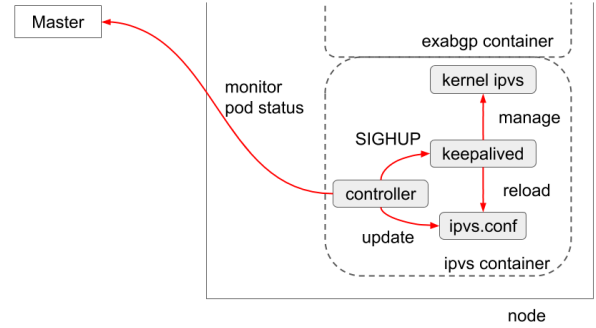 Master
exabgp container
kernel ipvs
monitor
pod status
manage
SIGHUP
keepalived
controller
reload
ipvs.conf
update
ipvs container
node